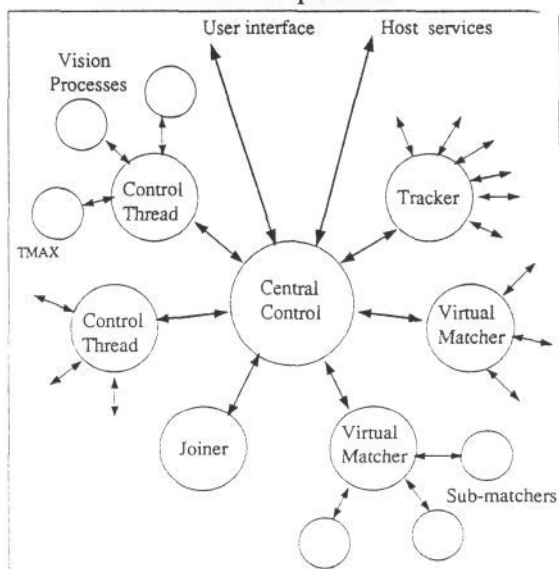 User interface
Host services
Vision
Processes
Control
Thread
Tracker
TMAX
Central
Control
Control
Thread
Virtual
Matcher
Joiner
Virtual
Matcher
Sub-matchers